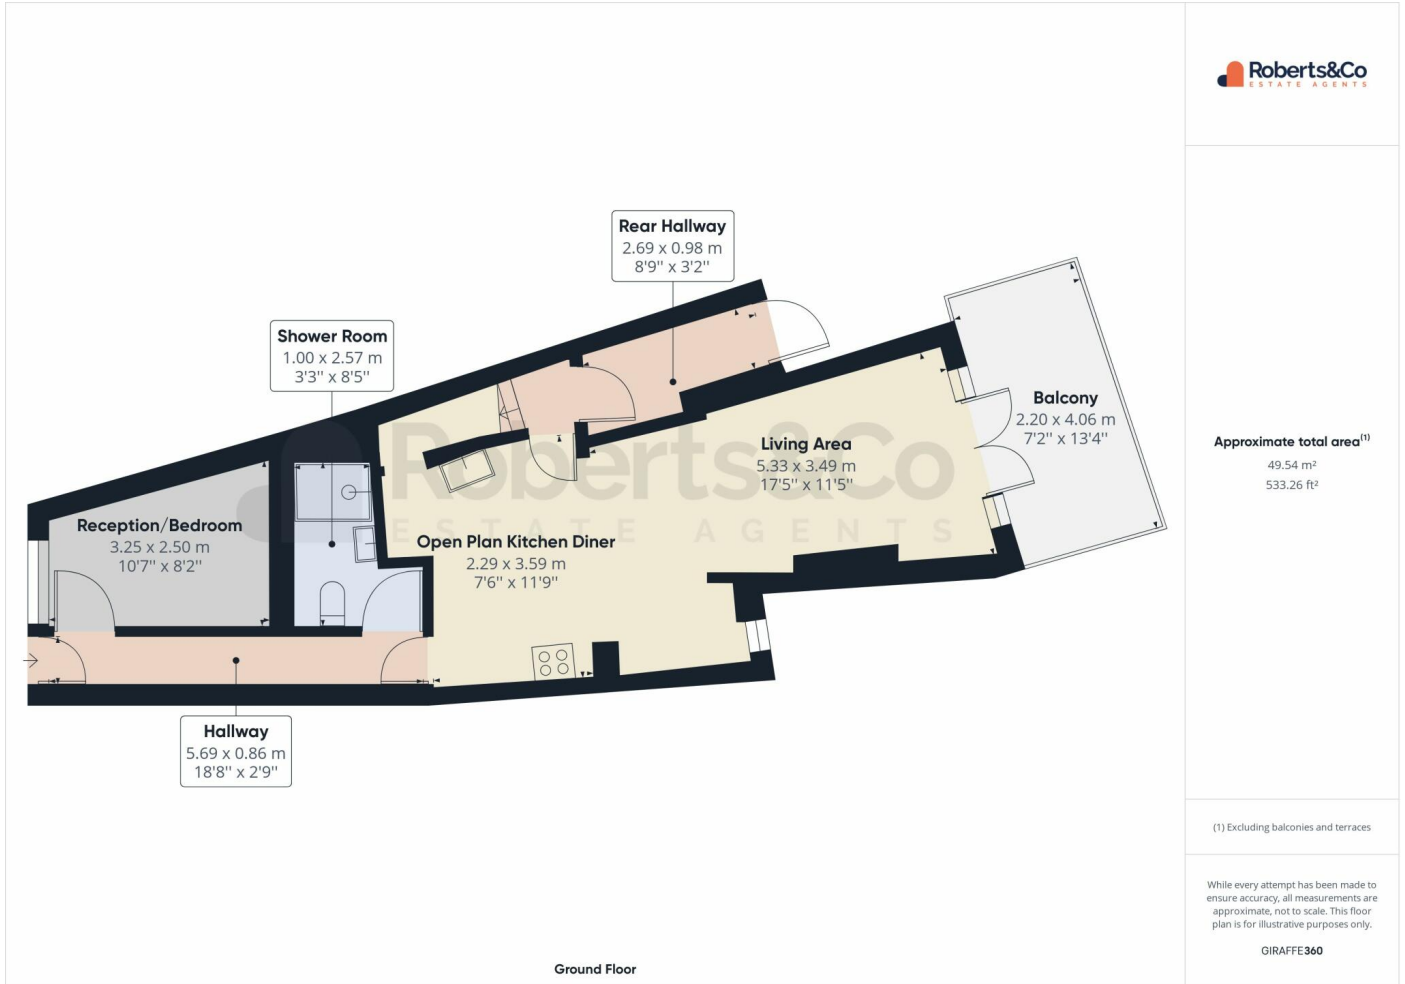 Roberts&Co
ESTATE AGENTS
Rear Hallway
2.69 x 0.98 m
8'9" x 3'2"
Shower Room
1.00 x 2.57 m
3'3" x 8'5"
Balcony
2.20 x 4.06 m
7'2" x 13'4"
Living Area
5.33 x 3.49 m
17'5" x 11'5"
Roberts&Co
ESTATE AGENTS
Reception/Bedroom
3.25 x 2.50 m
10'7" x 8'2"
Open Plan Kitchen Diner
2.29 x 3.59 m
7'6" x 11'9"
Hallway
5.69 x 0.86 m
18'8" x 2'9"
Ground Floor
Approximate total area(1)
49.54 m²
533.26 ft²
(1) Excluding balconies and terraces
While every attempt has been made to
ensure accuracy, all measurements are
approximate, not to scale. This floor
plan is for illustrative purposes only.
GIRAFFE360